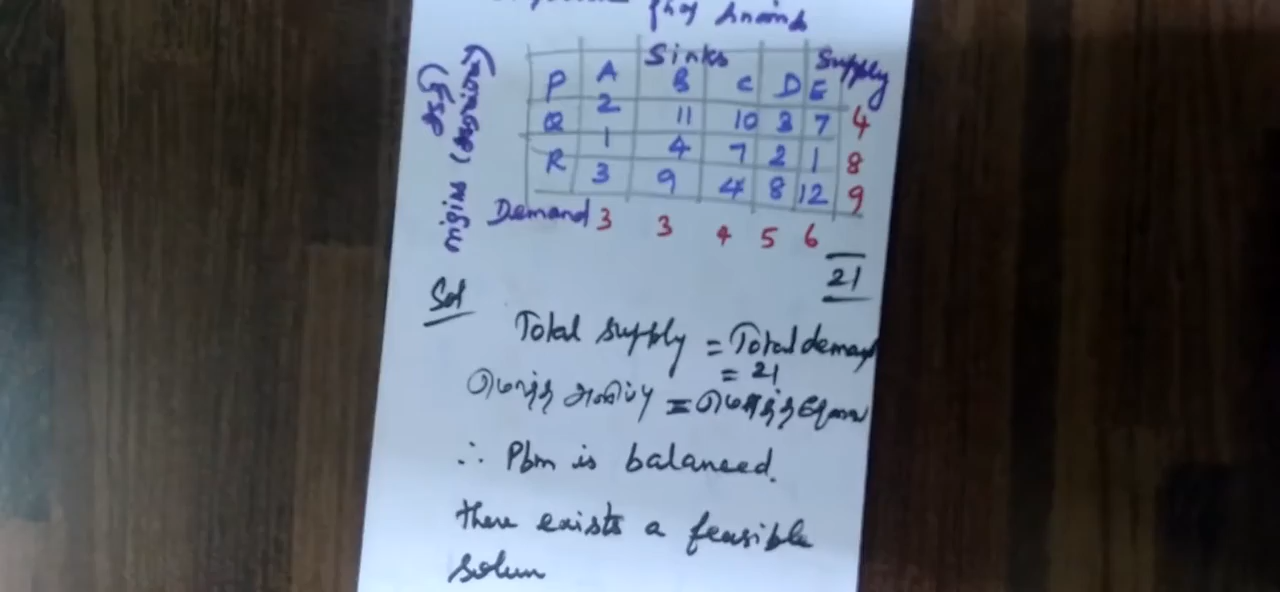 Sinks
P A B C D E Supply
Q 2 11 10 3 7 4
R 1 4 7 2 1 8
3 9 4 8 12 9
Demand 3 3 4 5 6
21
Sol
Total supply = Total deman
= 21
மொத்த அளிப்பு = மொத்த
∴ Pbm is balanced.
there exists a feasible
solun